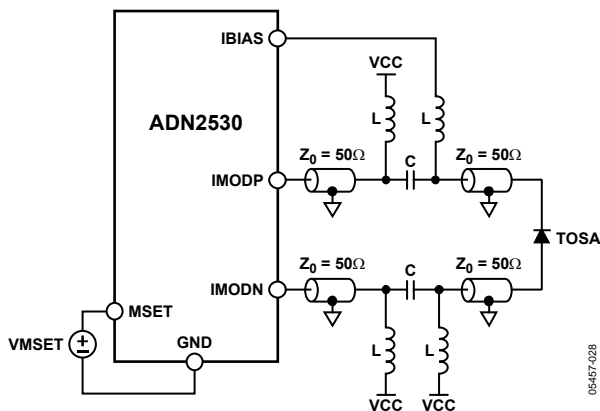 IBIAS
VCC
ADN2530
L
L
Z0 = 50Ω
C
Z0 = 50Ω
IMODP
TOSA
Z0 = 50Ω
C
Z0 = 50Ω
IMODN
MSET
GND
VMSET
L
L
VCC
VCC
05457-028